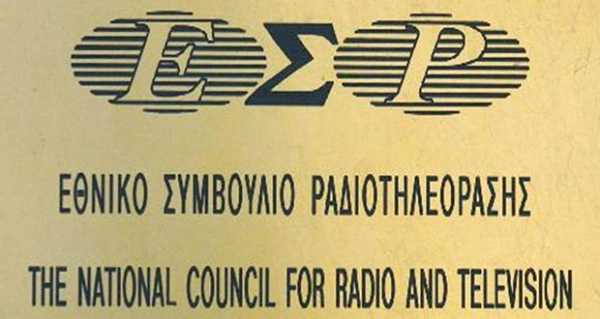 ΕΣΡ
ΕΘΝΙΚΟ ΣΥΜΒΟΥΛΙΟ ΡΑΔΙΟΤΗΛΕΟΡΑΣΗΣ
THE NATIONAL COUNCIL FOR RADIO AND TELEVISION